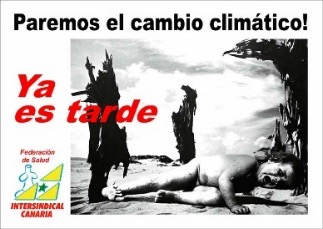 Paremos el cambio climático!
Ya
es tarde
Federación
de Salud
INTERSINDICAL
CANARIA